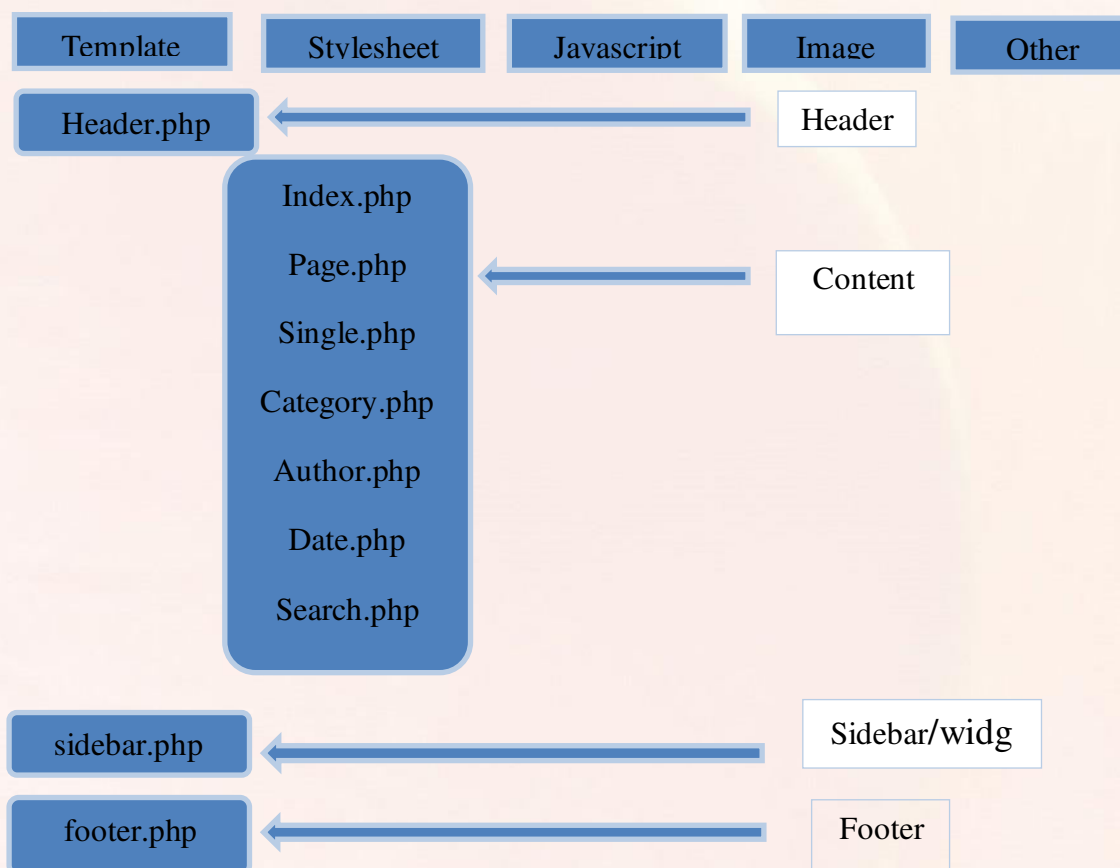 Template
Stylesheet
Javascript
Image
Other
Header.php
Header
Index.php
Page.php
Content
Single.php
Category.php
Author.php
Date.php
Search.php
sidebar.php
Sidebar/widg
footer.php
Footer